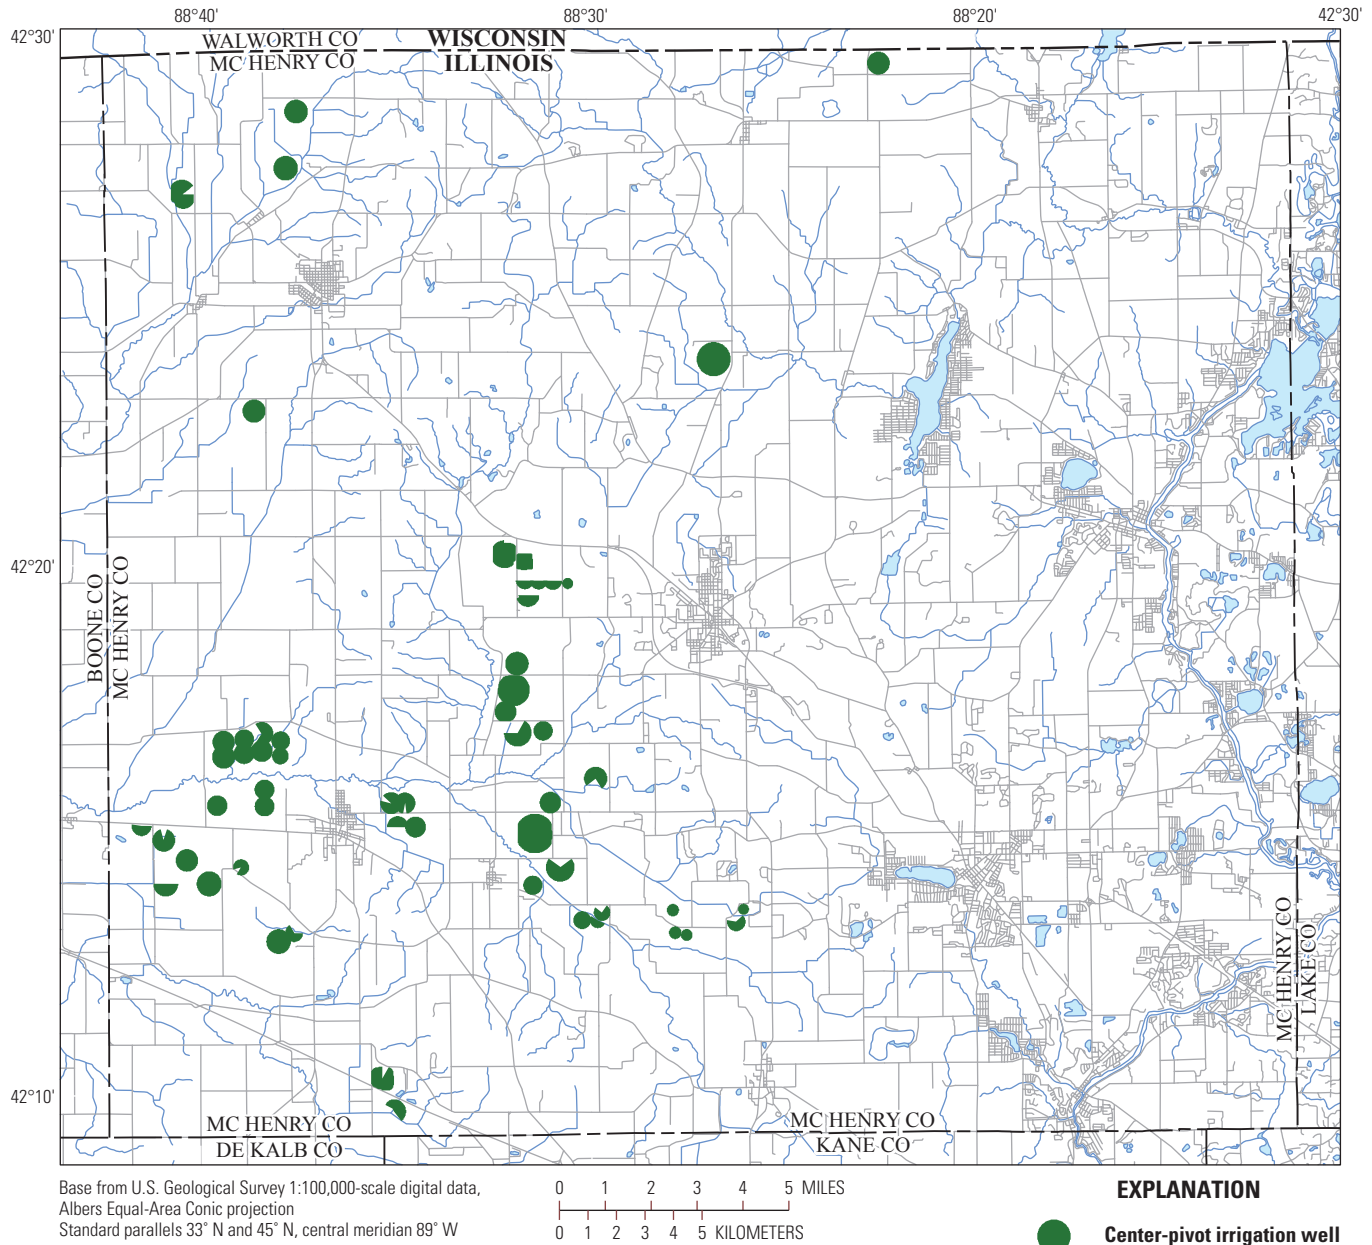 88°40' 88°30' 88°20' 42°30'
42°30'
WALWORTH CO
MC HENRY CO
WISCONSIN
ILLINOIS
42°20'
BOONE CO
MC HENRY CO
MC HENRY CO
LAKE CO
42°10'
MC HENRY CO
DE KALB CO
MC HENRY CO
KANE CO
Base from U.S. Geological Survey 1:100,000-scale digital data,
Albers Equal-Area Conic projection
Standard parallels 33° N and 45° N, central meridian 89° W
0 1 2 3 4 5 MILES
0 1 2 3 4 5 KILOMETERS
EXPLANATION
Center-pivot irrigation well